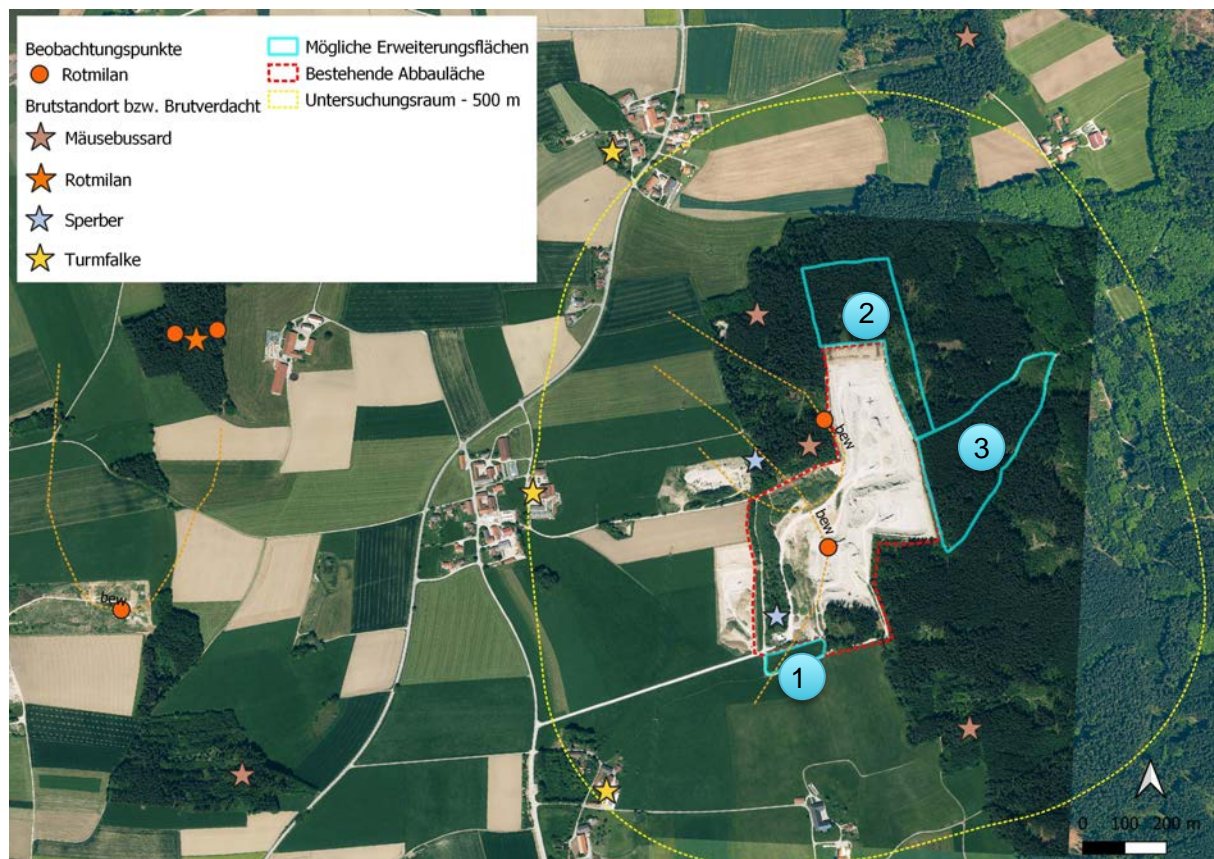 Beobachtungspunkte
Rotmilan
Brutstandort bzw. Brutverdacht
Mäusebussard
Rotmilan
Sperber
Turmfalke
Mögliche Erweiterungsflächen
Bestehende Abbauläche
Untersuchungsraum - 500 m
2
bew
3
bew
bew
1
0 100 200 m